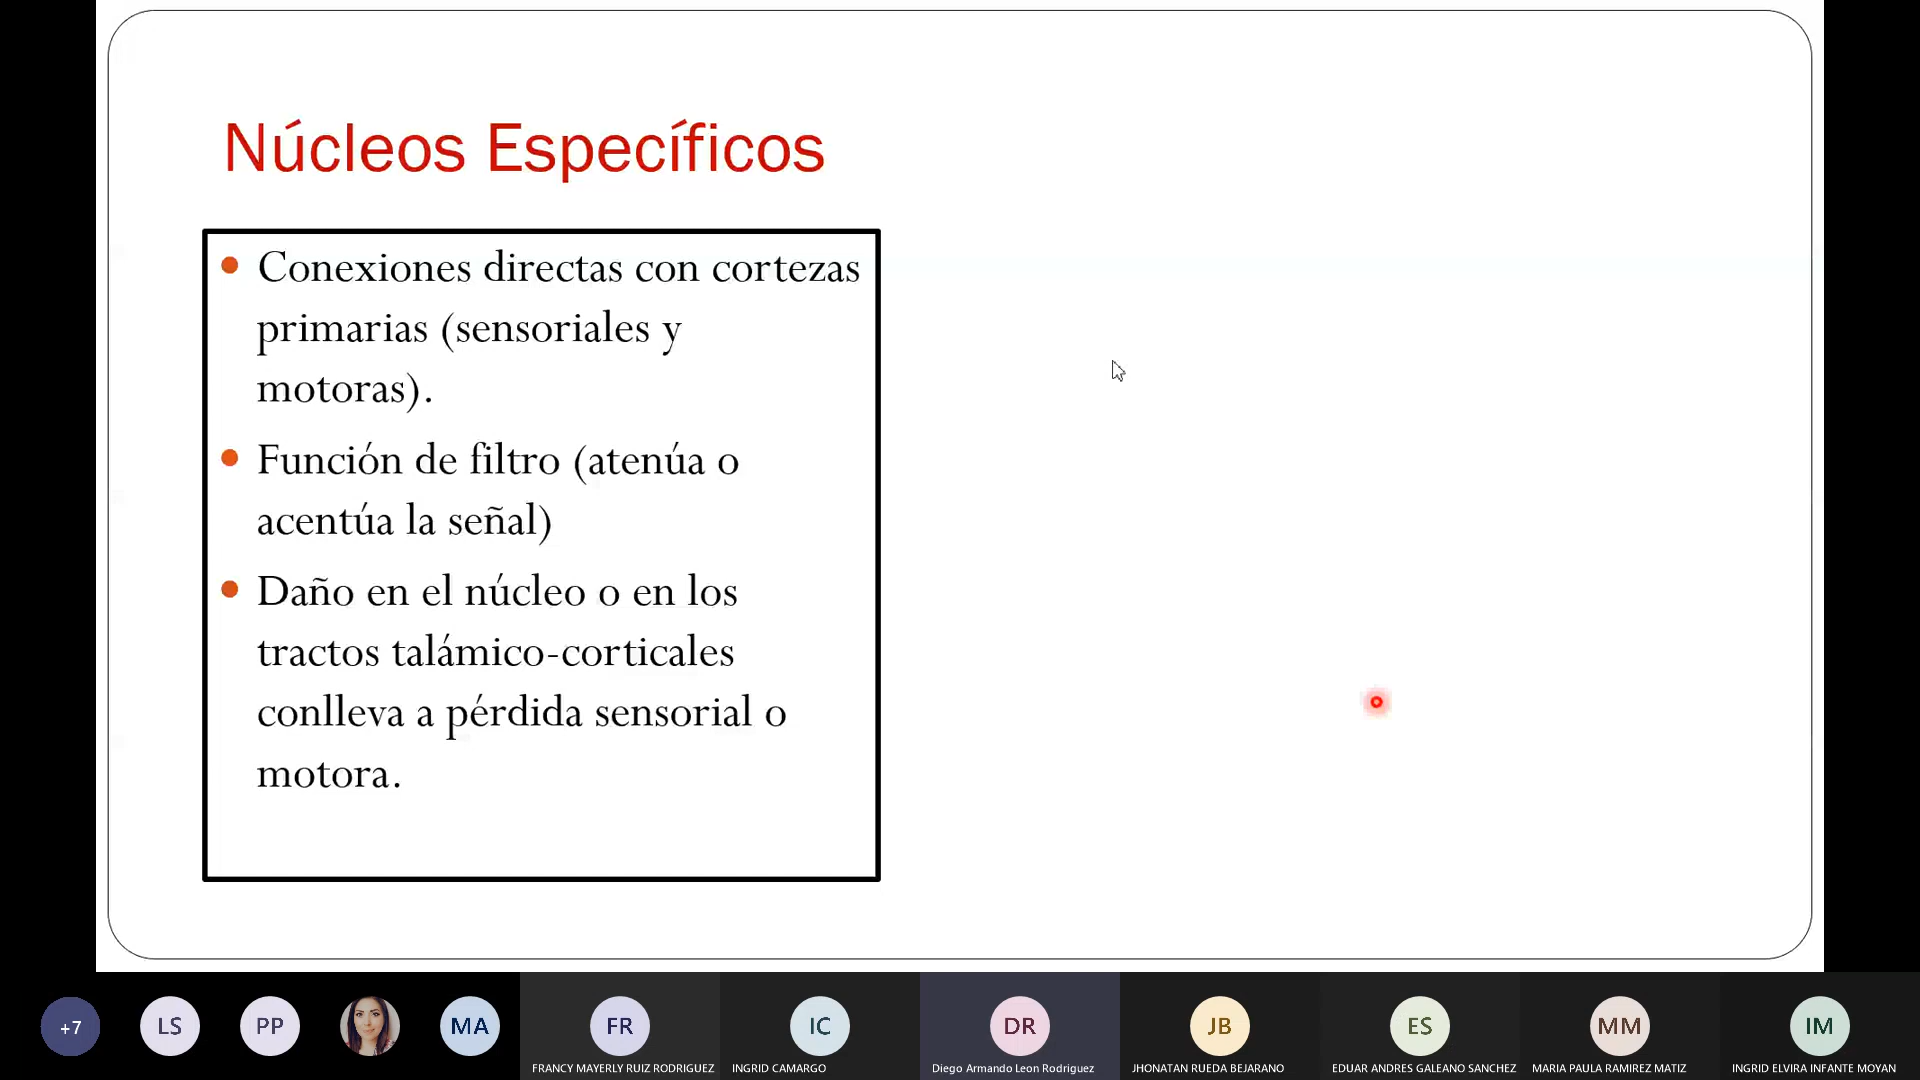 Núcleos Específicos
Conexiones directas con cortezas
primarias (sensoriales y
motoras).
Función de filtro (atenúa o
acentúa la señal)
Daño en el núcleo o en los
tractos talámico-corticales
conlleva a pérdida sensorial o
motora.
+7
LS
PP
MA
FR
IC
DR
JB
ES
MM
IM
FRANCY MAYERLY RUIZ RODRIGUEZ
INGRID CAMARGO
Diego Armando Leon Rodriguez
JHONATAN RUEDA BEJARANO
EDUAR ANDRES GALEANO SANCHEZ
MARIA PAULA RAMIREZ MATIZ
INGRID ELVIRA INFANTE MOYAN